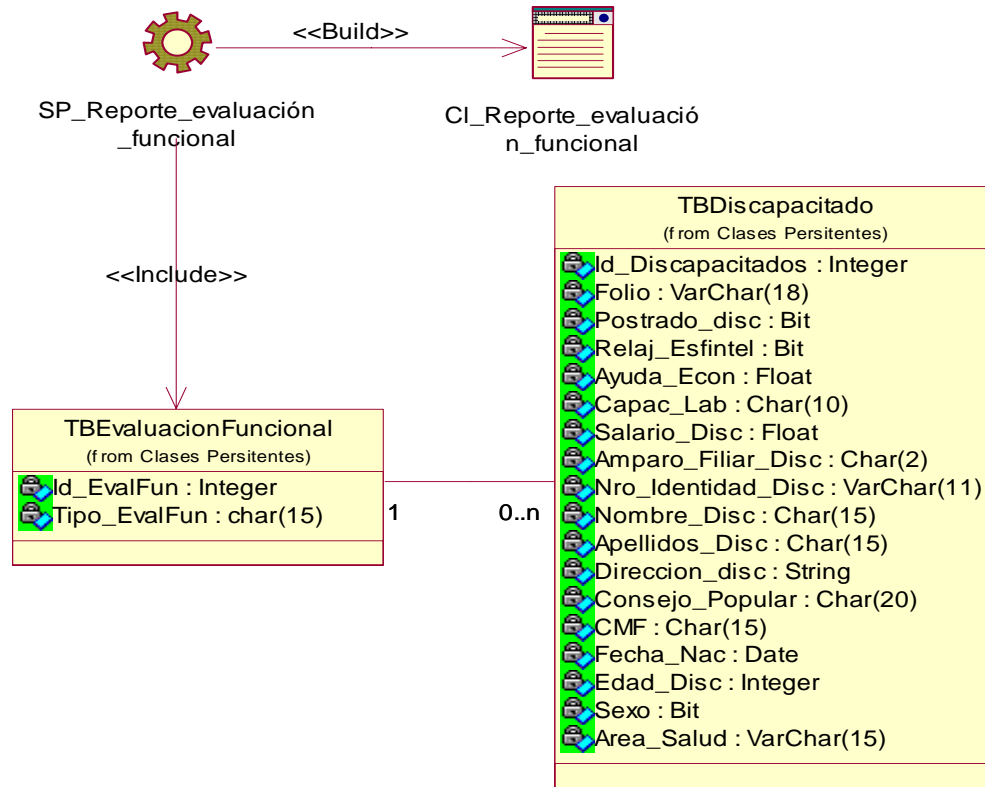 <<Build>>
SP_Reporte_evaluación
_funcional
CI_Reporte_evaluació
n_funcional
<<Include>>
TBEvaluacionFuncional
(from Clases Persitentes)
Id_EvalFun : Integer
Tipo_EvalFun : char(15)
1
0..n
TBDiscapacitado
(from Clases Persitentes)
Id_Discapacitados : Integer
Folio : VarChar(18)
Postrado_disc : Bit
Relaj_Esfintel : Bit
Ayuda_Econ : Float
Capac_Lab : Char(10)
Salario_Disc : Float
Amparo_Filiar_Disc : Char(2)
Nro_Identidad_Disc : VarChar(11)
Nombre_Disc : Char(15)
Apellidos_Disc : Char(15)
Direccion_disc : String
Consejo_Popular : Char(20)
CMF : Char(15)
Fecha_Nac : Date
Edad_Disc : Integer
Sexo : Bit
Area_Salud : VarChar(15)